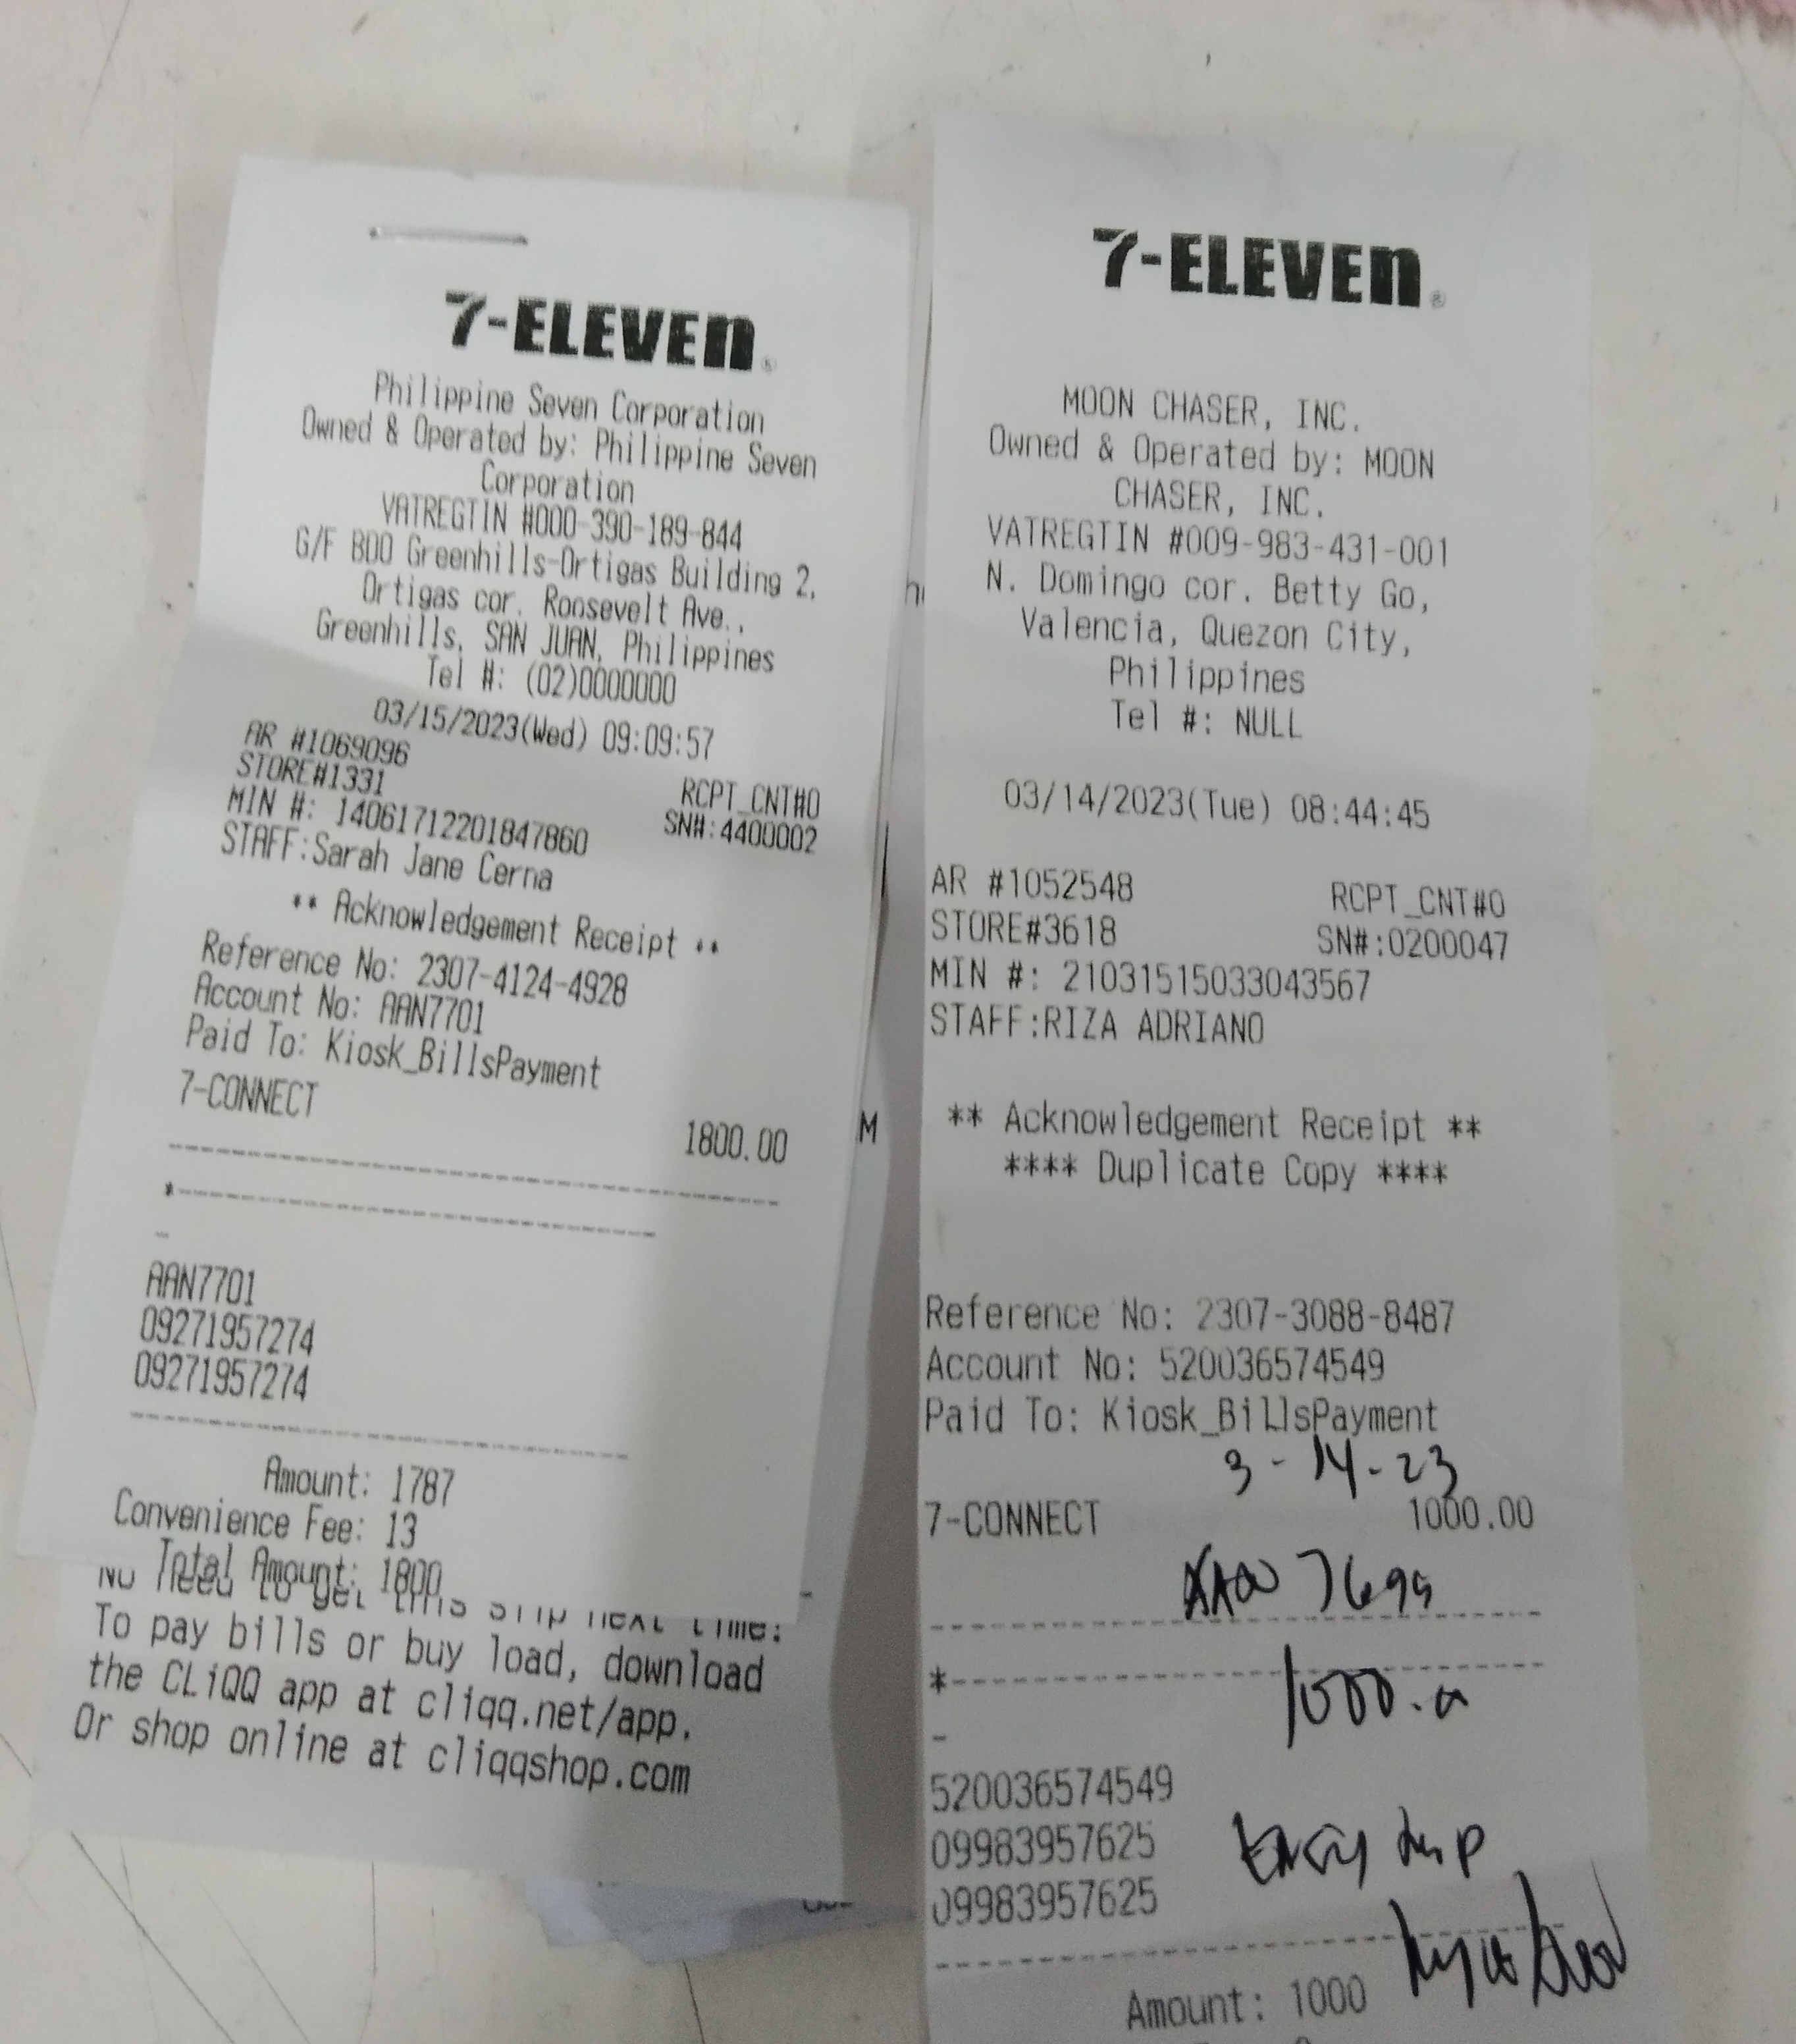 7-ELEVEN
Philippine Seven Corporation
Owned & Operated by: Philippine Seven
Corporation
VATREGTIN #000-390-189-844
G/F BDO Greenhills-Ortigas Building 2,
Ortigas cor. Roosevelt Ave.,
Greenhills, SAN JUAN, Philippines
Tel #: (02)0000000
03/15/2023(Wed) 09:09:57
AR #1069096
STORE#1331 RCPT_CNT#0
MIN #: 14061712201847860 SN#:4400002
STAFF:Sarah Jane Cerna
** Acknowledgement Receipt **
Reference No: 2307-4124-4928
Account No: AAN7701
Paid To: Kiosk_BillsPayment
7-CONNECT 1800.00
*
AAN7701
09271957274
09271957274
Amount: 1787
Convenience Fee: 13
Total Amount: 1800
No need to get this slip next time.
To pay bills or buy load, download
the CLiQQ app at cliqq.net/app.
Or shop online at cliqqshop.com
M
7-ELEVEN
MOON CHASER, INC.
Owned & Operated by: MOON
CHASER, INC.
VATREGTIN #009-983-431-001
N. Domingo cor. Betty Go,
Valencia, Quezon City,
Philippines
Tel #: NULL
03/14/2023(Tue) 08:44:45
AR #1052548 RCPT_CNT#0
STORE#3618 SN#:0200047
MIN #: 21031515033043567
STAFF:RIZA ADRIANO
** Acknowledgement Receipt **
**** Duplicate Copy ****
Reference No: 2307-3088-8487
Account No: 520036574549
Paid To: Kiosk_BillsPayment
3-14-23
7-CONNECT 1000.00
*
520036574549
09983957625
09983957625
Amount: 1000